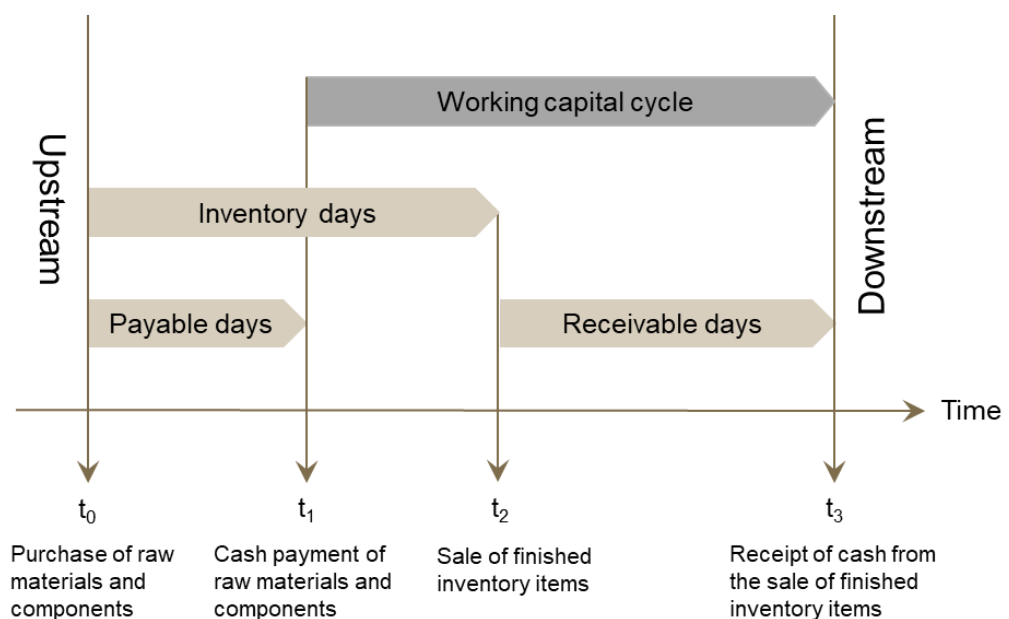 Working capital cycle
Upstream
Downstream
Inventory days
Payable days
Receivable days
Time
t0
t1
t2
t3
Purchase of raw
materials and
components
Cash payment of
raw materials and
components
Sale of finished
inventory items
Receipt of cash from
the sale of finished
inventory items